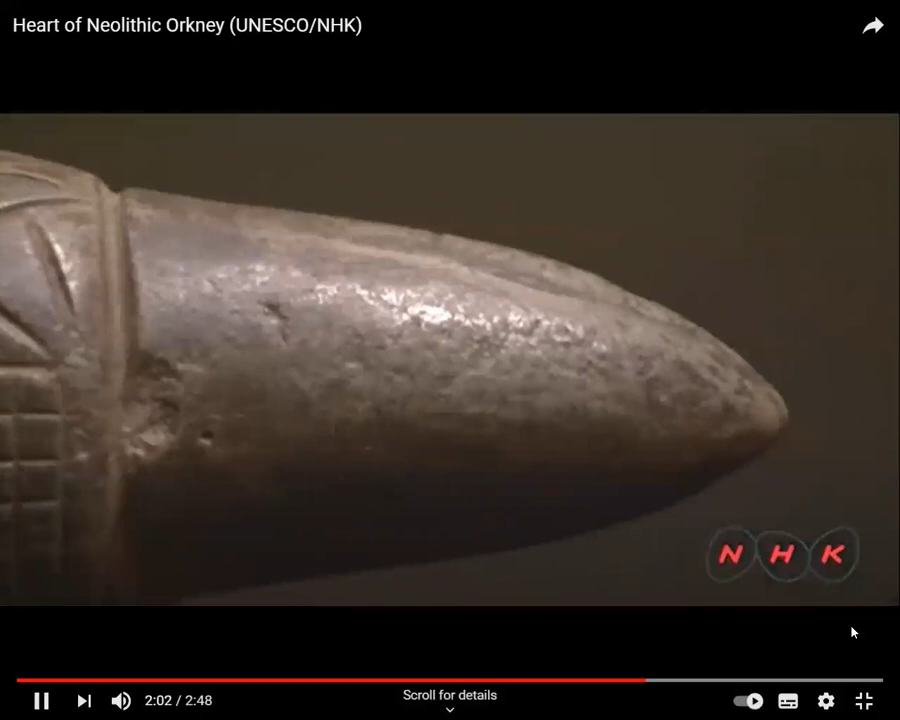 Heart of Neolithic Orkney (UNESCO/NHK)
NHK
2:02 / 2:48
Scroll for details